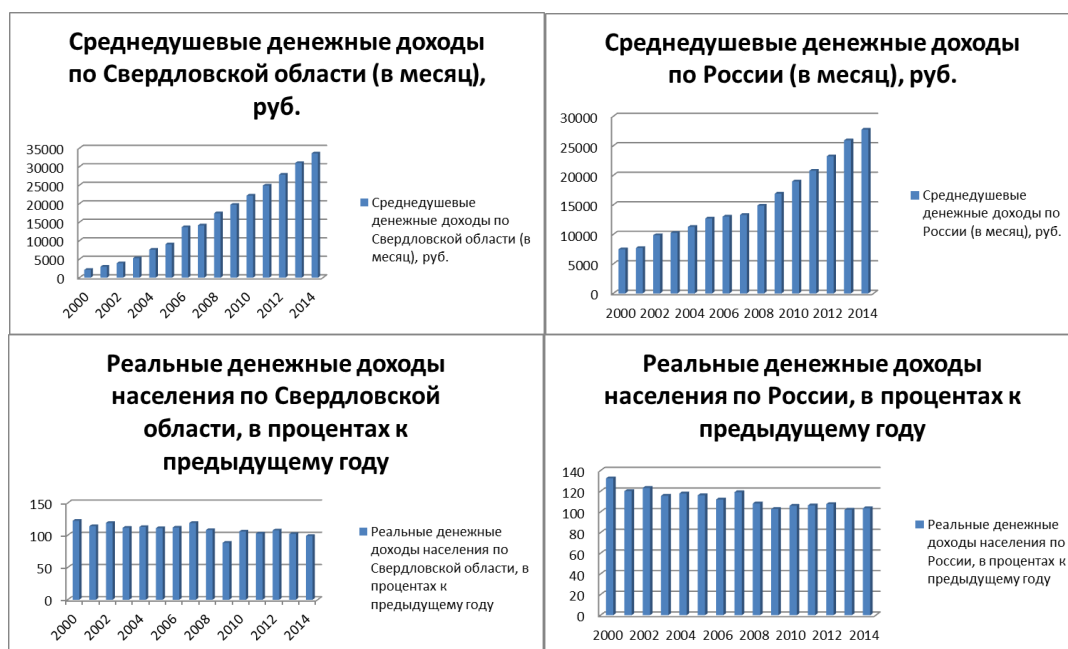 Среднедушевые денежные доходы
по Свердловской области (в месяц),
руб.
35000
30000
25000
20000
15000
10000
5000
0
2000
2002
2004
2006
2008
2010
2012
2014
Среднедушевые
денежные доходы по
Свердловской области (в
месяц), руб.
Среднедушевые денежные доходы
по России (в месяц), руб.
30000
25000
20000
15000
10000
5000
0
2000 2002 2004 2006 2008 2010 2012 2014
Среднедушевые
денежные доходы по
России (в месяц), руб.
Реальные денежные доходы
населения по Свердловской
области, в процентах к
предыдущему году
150
100
50
0
2000
2002
2004
2006
2008
2010
2012
2014
Реальные денежные
доходы населения по
Свердловской области, в
процентах к
предыдущему году
Реальные денежные доходы
населения по России, в процентах к
предыдущему году
140
120
100
80
60
40
20
0
2000 2002 2004 2006 2008 2010 2012 2014
Реальные денежные
доходы населения по
России, в процентах к
предыдущему году